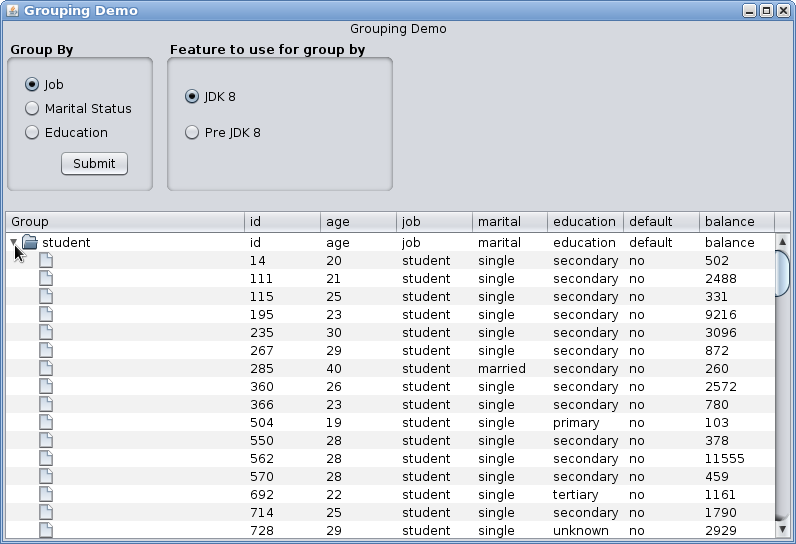 Grouping Demo
Grouping Demo
Group By
Feature to use for group by
Job
JDK 8
Marital Status
Education
Pre JDK 8
Submit
Group id age job marital education default balance
student id age job marital education default balance
14 20 student single secondary no 502
111 21 student single secondary no 2488
115 25 student single secondary no 331
195 23 student single secondary no 9216
235 30 student single secondary no 3096
267 29 student single secondary no 872
285 40 student married secondary no 260
360 26 student single secondary no 2572
366 23 student single secondary no 780
504 19 student single primary no 103
550 28 student single secondary no 378
562 28 student single secondary no 11555
570 28 student single secondary no 459
692 22 student single tertiary no 1161
714 25 student single secondary no 1790
728 29 student single unknown no 2929